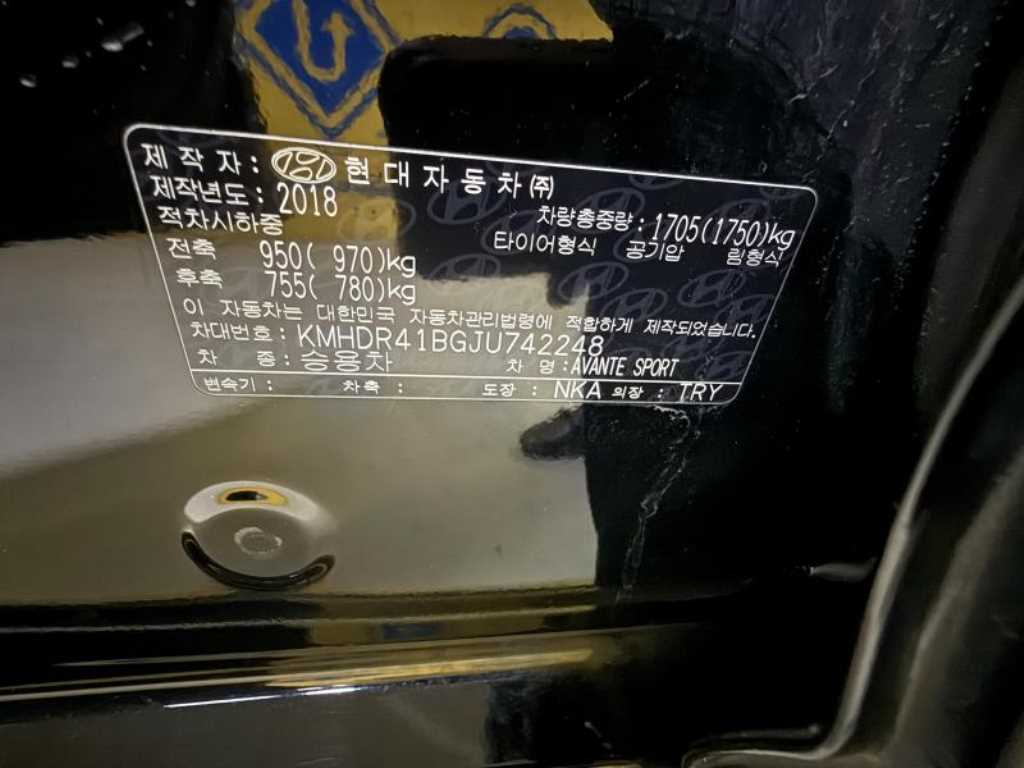 제 작 자 : 현 대 자 동 차 ㈜
제작년도 : 2018 차량총중량 : 1705(1750)kg
적차시하중 타이어형식 공기압 림형식
전축 950( 970)kg
후축 755( 780)kg
이 자동차는 대한민국 자동차관리법령에 적합하게 제작되었습니다.
차대번호 : KMHDR41BGJU742248
차 종 : 승용차 차 명 : AVANTE SPORT
변속기 : 차축 : 도장 : NKA 의장 : TRY